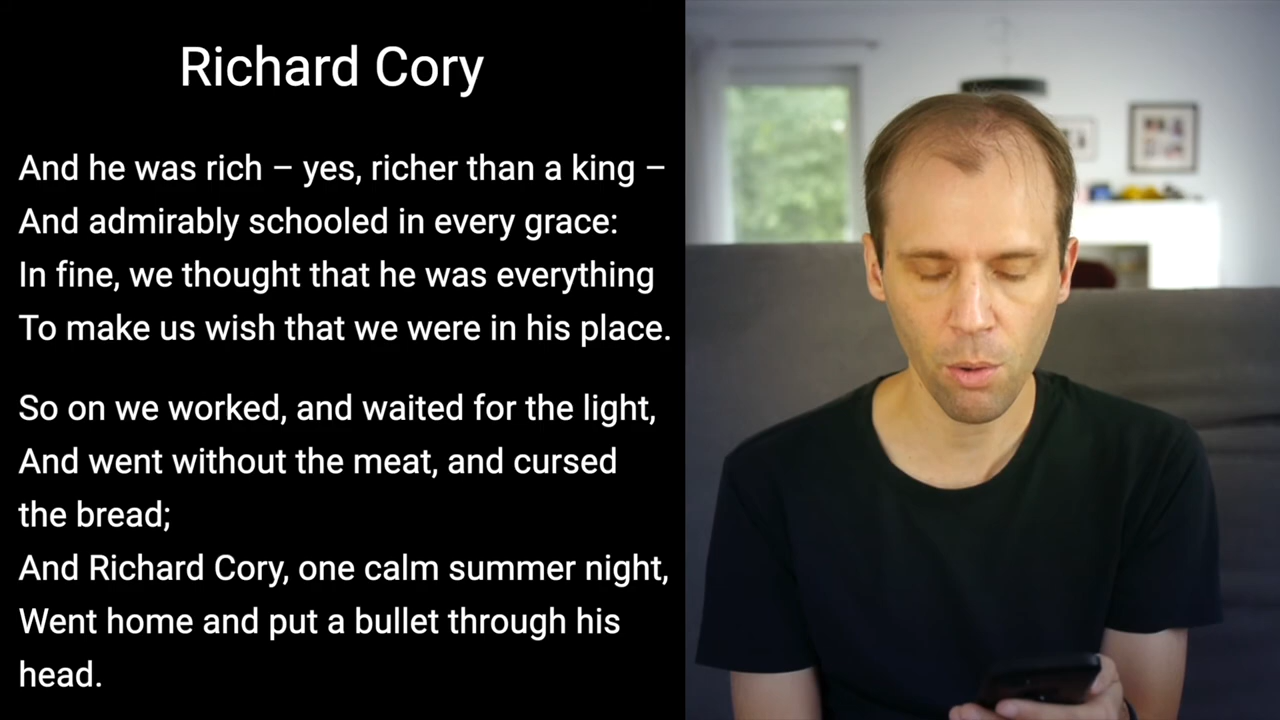 Richard Cory
And he was rich – yes, richer than a king –
And admirably schooled in every grace:
In fine, we thought that he was everything
To make us wish that we were in his place.
So on we worked, and waited for the light,
And went without the meat, and cursed
the bread;
And Richard Cory, one calm summer night,
Went home and put a bullet through his
head.